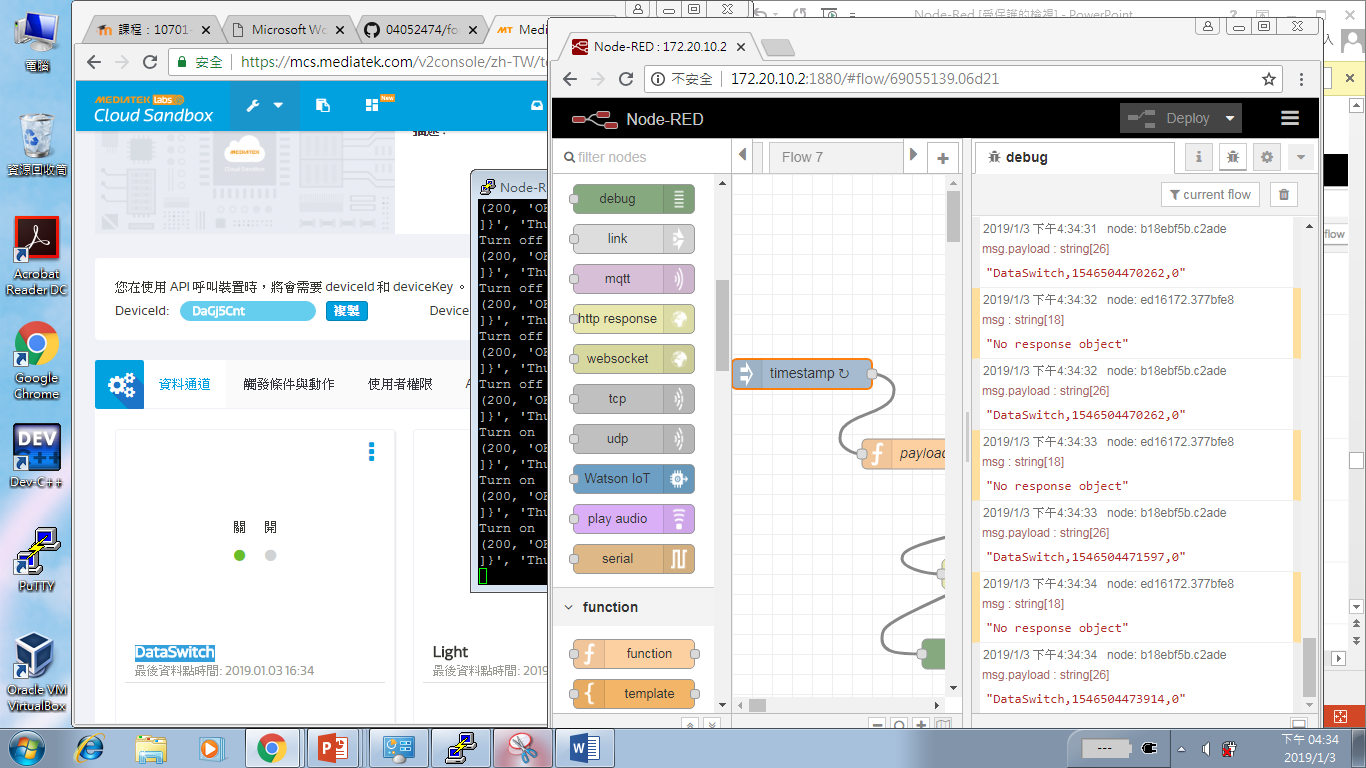 電腦
資源回收筒
Acrobat
Reader DC
Google
Chrome
Dev-C++
PuTTY
Oracle VM
VirtualBox
課程：10701
Microsoft Wo
04052474/fo
Medi
安全
https://mcs.mediatek.com/v2console/zh-TW/t
MEDIATEK labs
Cloud Sandbox
New
Cloud Sandbox
您在使用 API 呼叫裝置時，將會需要 deviceId 和 deviceKey 。
DeviceId:
DaGj5Cnt
複製
Device
資料通道
觸發條件與動作
使用者權限
關
開
DataSwitch
最後資料點時間: 2019.01.03 16:34
Light
最後資料點時間: 2019
Node-R
(200, 'OK
]}', 'Thu
Turn off
(200, 'OK
]}', 'Thu
Turn off
(200, 'OK
]}', 'Thu
Turn off
(200, 'OK
]}', 'Thu
Turn off
(200, 'OK
]}', 'Thu
Turn on
(200, 'OK
]}', 'Thu
Turn on
(200, 'OK
]}', 'Thu
Turn on
(200, 'OK
]}', 'Thu
Node-Red [受保護的檢視] - PowerPoint
入
flow
Node-RED : 172.20.10.2
不安全
172.20.10.2:1880/#flow/69055139.06d21
Node-RED
Deploy
filter nodes
debug
link
mqtt
http response
websocket
tcp
udp
Watson IoT
play audio
serial
function
function
template
Flow 7
timestamp ↻
payload
debug
current flow
2019/1/3 下午4:34:31 node: b18ebf5b.c2ade
msg.payload : string[26]
"DataSwitch,1546504470262,0"
2019/1/3 下午4:34:32 node: ed16172.377bfe8
msg : string[18]
"No response object"
2019/1/3 下午4:34:32 node: b18ebf5b.c2ade
msg.payload : string[26]
"DataSwitch,1546504470262,0"
2019/1/3 下午4:34:33 node: ed16172.377bfe8
msg : string[18]
"No response object"
2019/1/3 下午4:34:33 node: b18ebf5b.c2ade
msg.payload : string[26]
"DataSwitch,1546504471597,0"
2019/1/3 下午4:34:34 node: ed16172.377bfe8
msg : string[18]
"No response object"
2019/1/3 下午4:34:34 node: b18ebf5b.c2ade
msg.payload : string[26]
"DataSwitch,1546504473914,0"
下午 04:34
2019/1/3